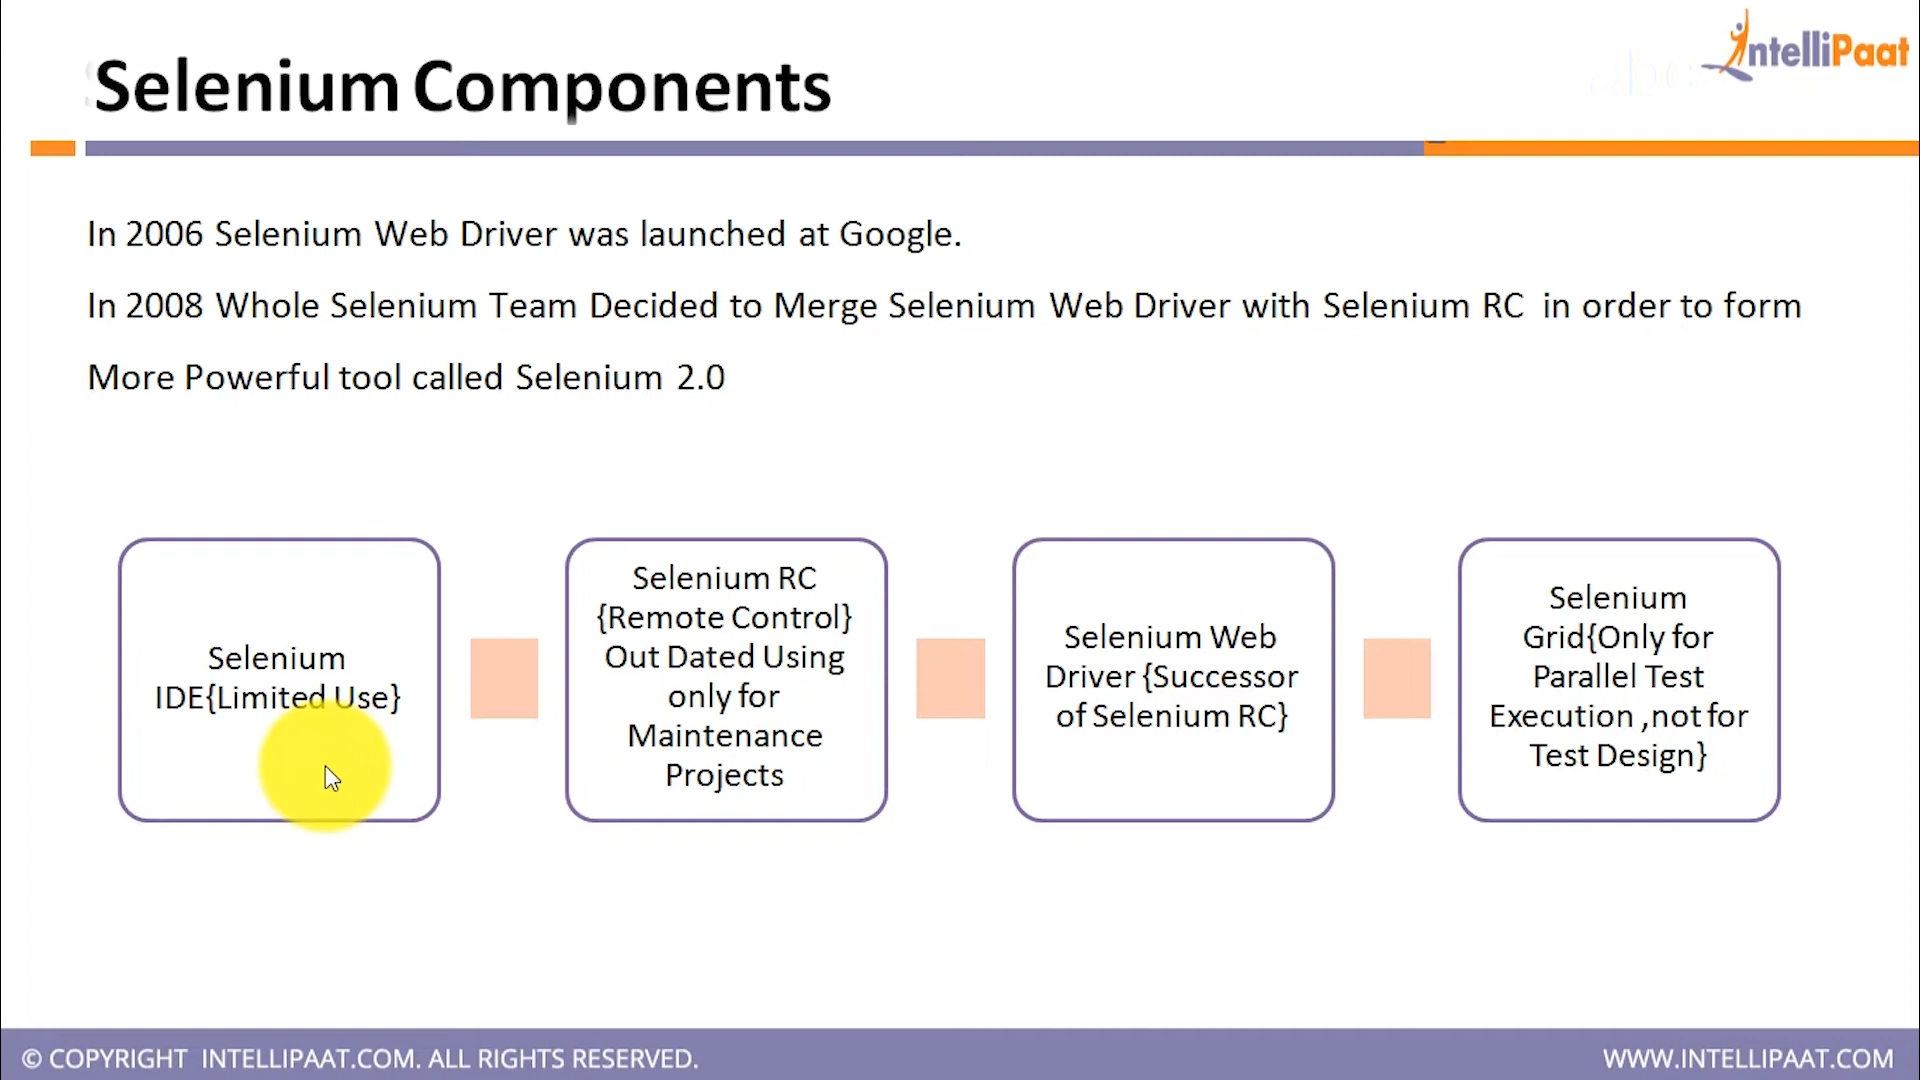 Selenium Components
IntelliPaat
In 2006 Selenium Web Driver was launched at Google.
In 2008 Whole Selenium Team Decided to Merge Selenium Web Driver with Selenium RC in order to form
More Powerful tool called Selenium 2.0
Selenium
IDE{Limited Use}
Selenium RC
{Remote Control}
Out Dated Using
only for
Maintenance
Projects
Selenium Web
Driver {Successor
of Selenium RC}
Selenium
Grid{Only for
Parallel Test
Execution ,not for
Test Design}
© COPYRIGHT INTELLIPAAT.COM. ALL RIGHTS RESERVED.
WWW.INTELLIPAAT.COM